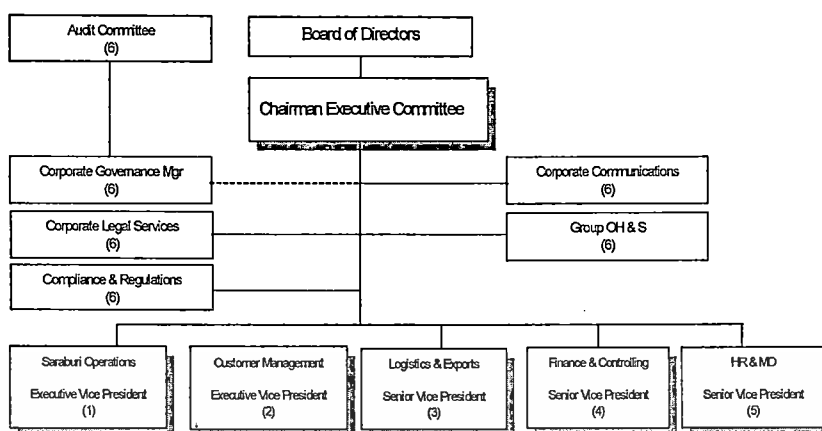 Audit Committee
(6)
Board of Directors
Chairman Executive Committee
Corporate Governance Mgr
(6)
Corporate Communications
(6)
Corporate Legal Services
(6)
Group OH & S
(6)
Compliance & Regulations
(6)
Saraburi Operations
Executive Vice President
(1)
Customer Management
Executive Vice President
(2)
Logistics & Exports
Senior Vice President
(3)
Finance & Controlling
Senior Vice President
(4)
HR & MD
Senior Vice President
(5)